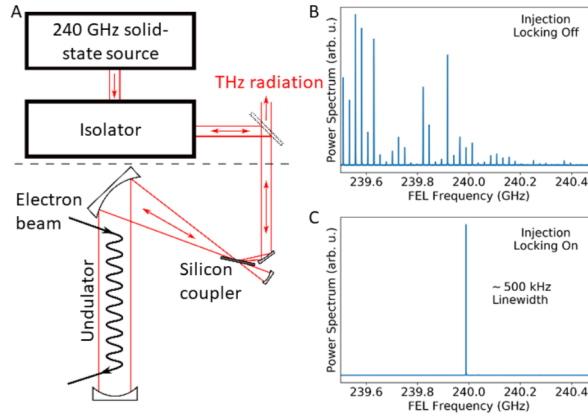 A
240 GHz solid-
state source
THz radiation
Isolator
Electron
beam
Undulator
Silicon
coupler
B
Injection
Locking Off
Power Spectrum (arb. u.)
239.6 239.8 240.0 240.2 240.4
FEL Frequency (GHz)
C
Injection
Locking On
~ 500 kHz
Linewidth
Power Spectrum (arb. u.)
239.6 239.8 240.0 240.2 240.4
FEL Frequency (GHz)